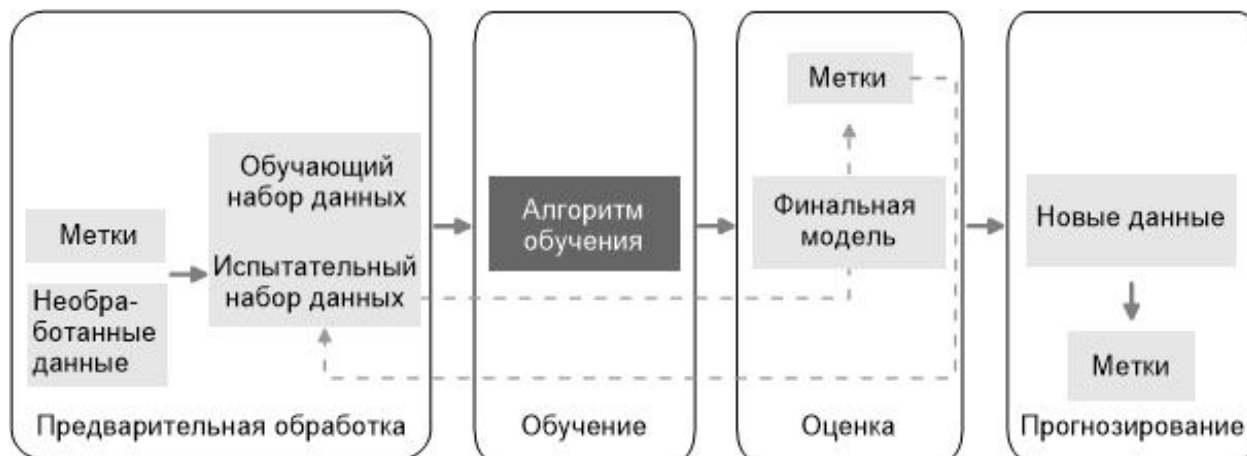 Метки
Необра-
ботанные
данные
Обучающий
набор данных
Испытательный
набор данных
Предварительная обработка
Алгоритм
обучения
Обучение
Метки
Финальная
модель
Оценка
Новые данные
Метки
Прогнозирование